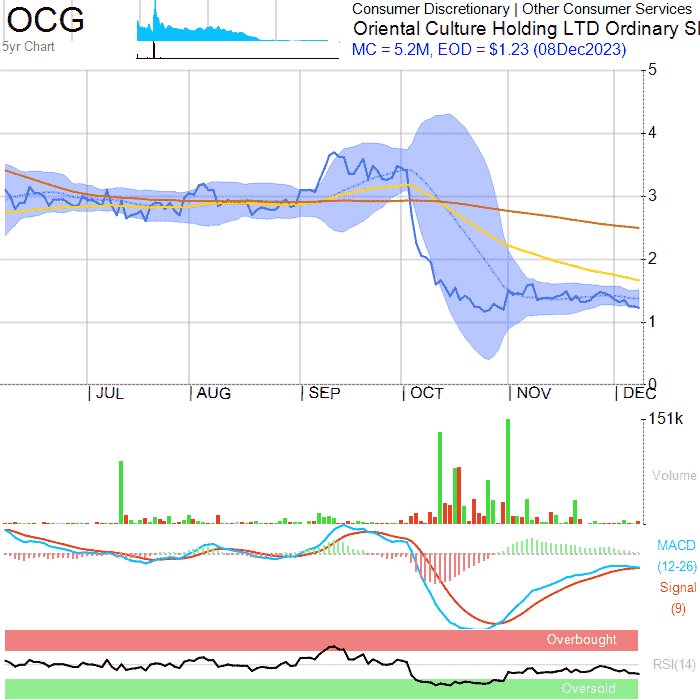 OCG
5yr Chart
Consumer Discretionary | Other Consumer Services
Oriental Culture Holding LTD Ordinary
MC = 5.2M, EOD = $1.23 (08Dec2023)
5
4
3
2
1
0
JUL AUG SEP OCT NOV DEC
151k
Volume
MACD
(12-26)
Signal
(9)
Overbought
RSI(14)
Oversold